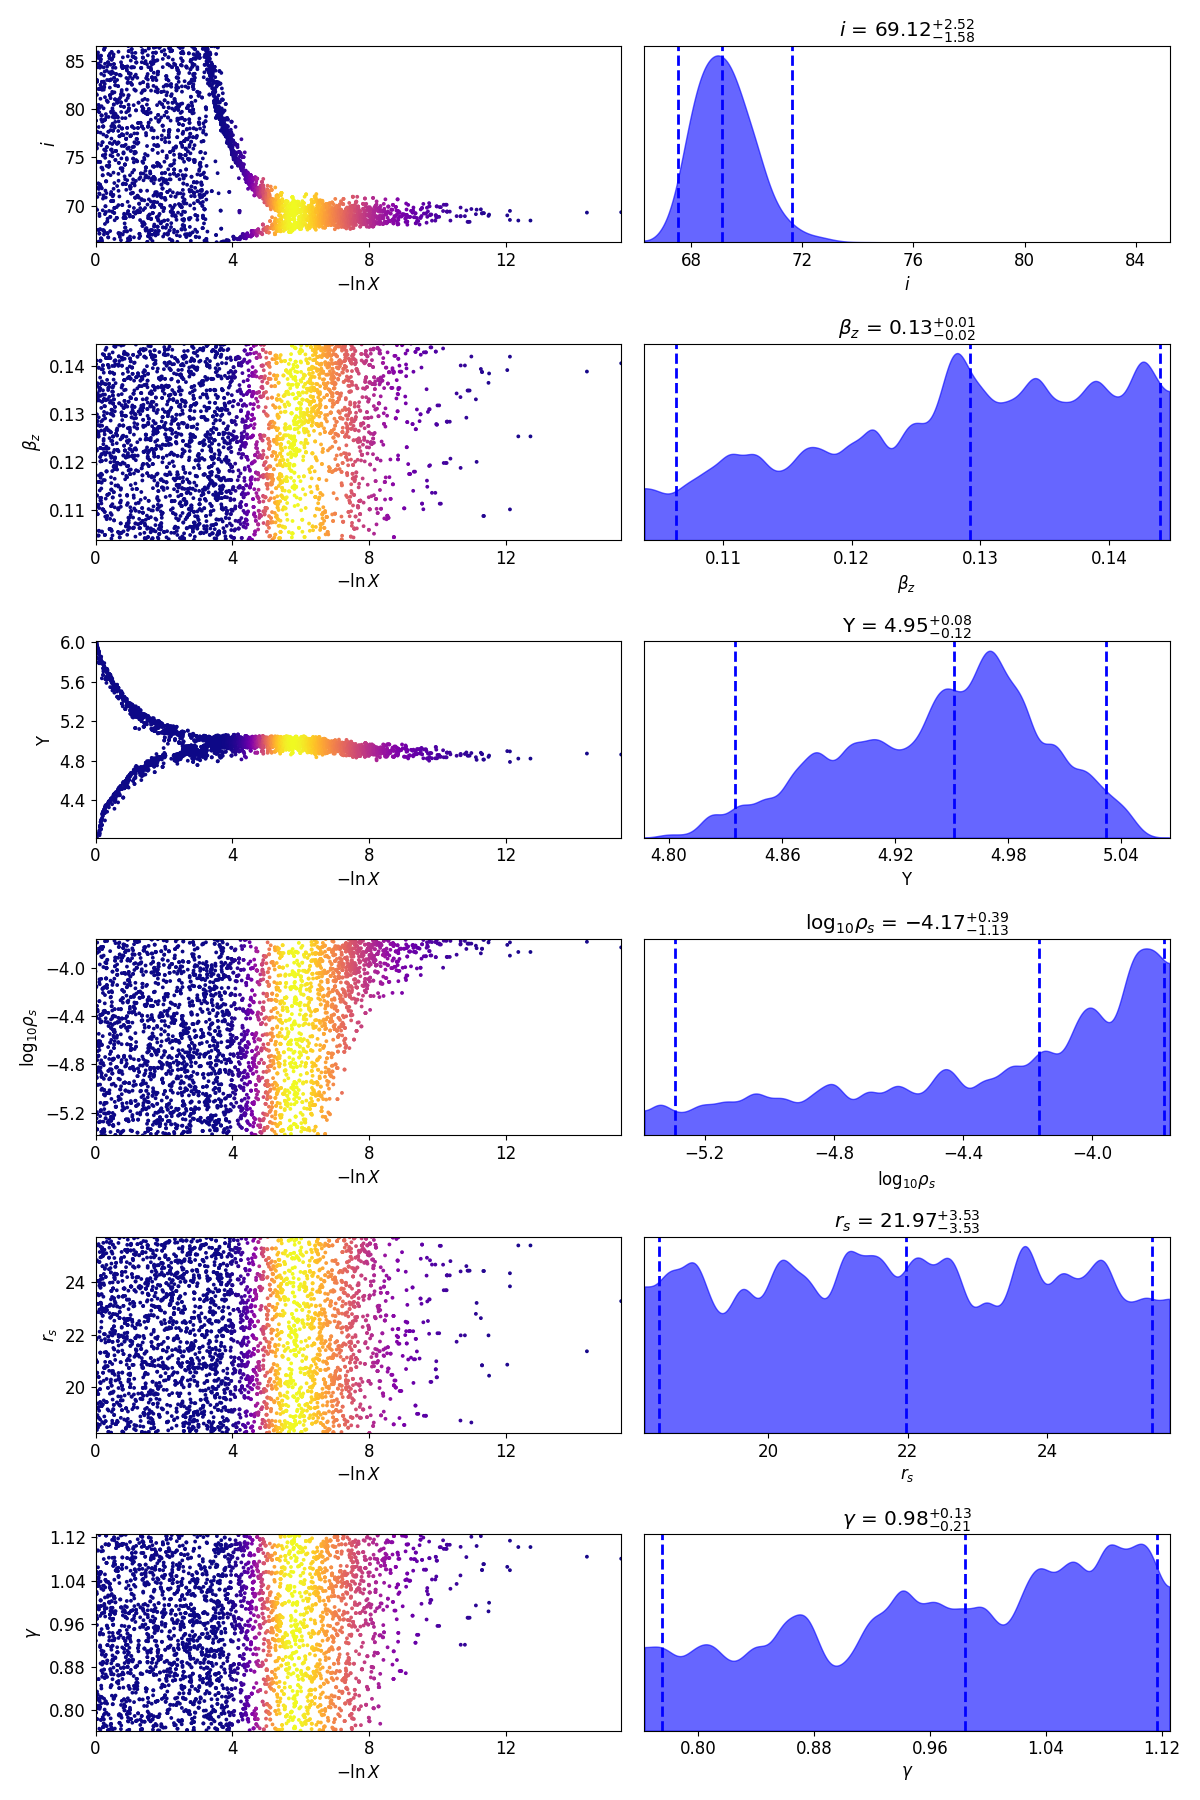 i = 69.12+2.52−1.58
85
80
75
70
i
0 4 8 12
−ln X
68 72 76 80 84
i
βz = 0.13+0.01−0.02
0.14
0.13
0.12
0.11
βz
0 4 8 12
−ln X
0.11 0.12 0.13 0.14
βz
Y = 4.95+0.08−0.12
6.0
5.6
5.2
4.8
4.4
Y
0 4 8 12
−ln X
4.80 4.86 4.92 4.98 5.04
Y
log10ρs = −4.17+0.39−1.13
−4.0
−4.4
−4.8
−5.2
log10ρs
0 4 8 12
−ln X
−5.2 −4.8 −4.4 −4.0
log10ρs
rs = 21.97+3.53−3.53
24
22
20
rs
0 4 8 12
−ln X
20 22 24
rs
γ = 0.98+0.13−0.21
1.12
1.04
0.96
0.88
0.80
γ
0 4 8 12
−ln X
0.80 0.88 0.96 1.04 1.12
γ